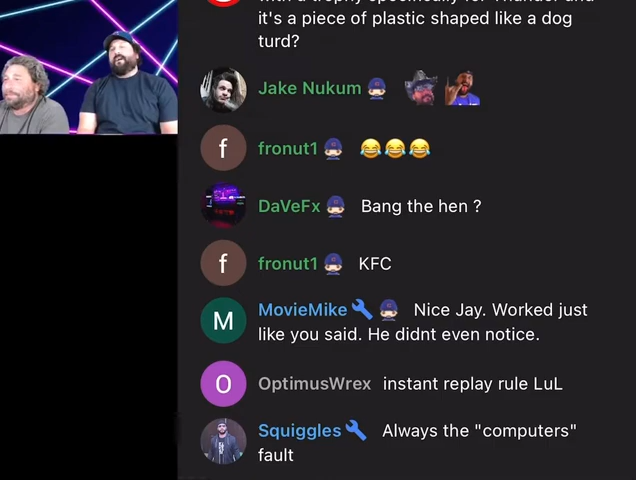 it's a piece of plastic shaped like a dog
turd?
Jake Nukum
f fronut1 😂😂😂
DaVeFx Bang the hen ?
f fronut1 KFC
M MovieMike Nice Jay. Worked just
like you said. He didnt even notice.
O OptimusWrex instant replay rule LuL
Squiggles Always the "computers"
fault